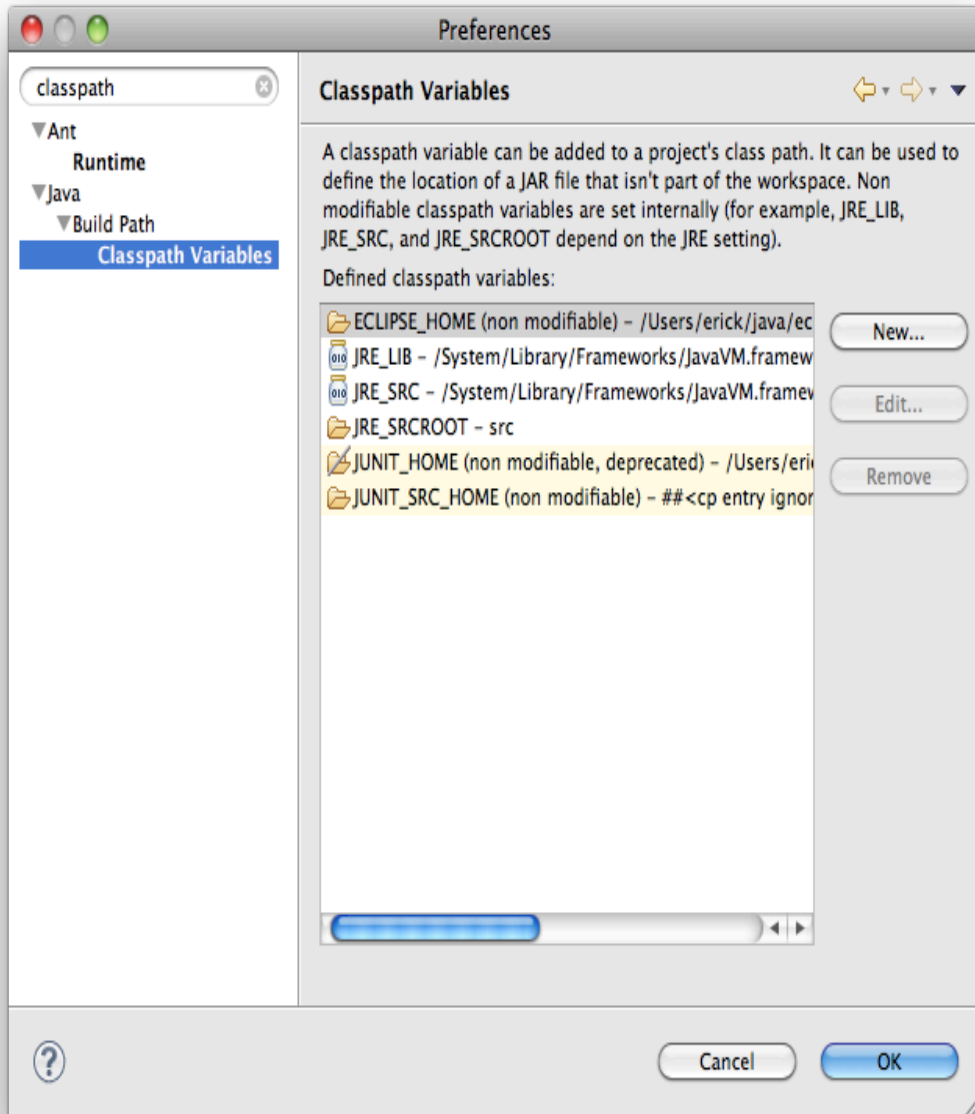 Preferences
classpath
Ant
Runtime
Java
Build Path
Classpath Variables
Classpath Variables
A classpath variable can be added to a project's class path. It can be used to
define the location of a JAR file that isn't part of the workspace. Non
modifiable classpath variables are set internally (for example, JRE_LIB,
JRE_SRC, and JRE_SRCROOT depend on the JRE setting).
Defined classpath variables:
ECLIPSE_HOME (non modifiable) – /Users/erick/java/ec
JRE_LIB – /System/Library/Frameworks/JavaVM.framew
JRE_SRC – /System/Library/Frameworks/JavaVM.framew
JRE_SRCROOT – src
JUNIT_HOME (non modifiable, deprecated) – /Users/eri
JUNIT_SRC_HOME (non modifiable) – ##<cp entry ignor
New...
Edit...
Remove
?
Cancel
OK